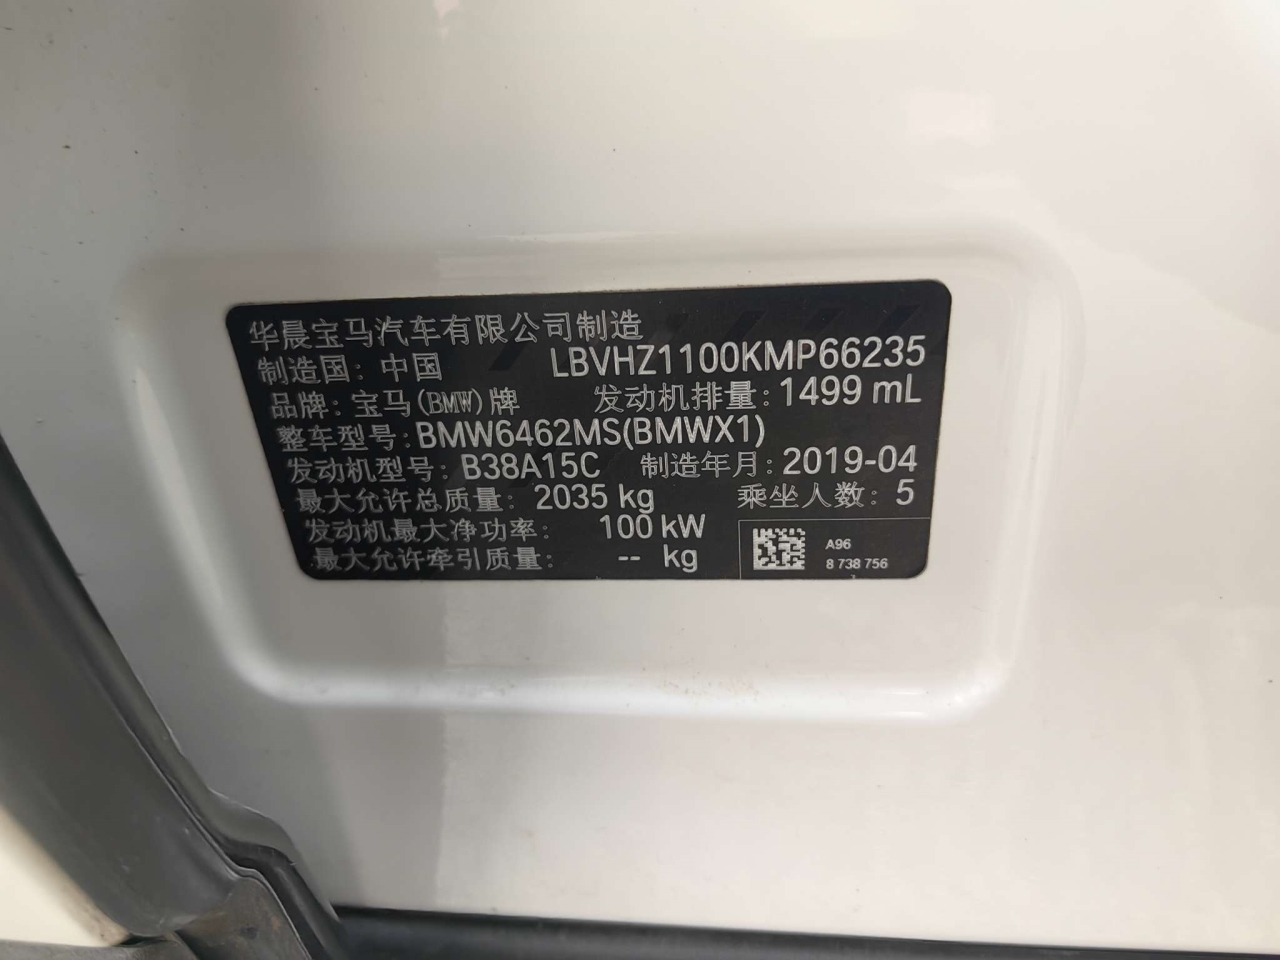 华晨宝马汽车有限公司制造
制造国：中国 LBVHZ1100KMP66235
品牌：宝马(BMW)牌 发动机排量：1499 mL
整车型号：BMW6462MS(BMWX1)
发动机型号：B38A15C 制造年月：2019-04
最大允许总质量：2035 kg 乘坐人数：5
发动机最大净功率：100 kW
最大允许牵引质量：-- kg
A96
8 738 756